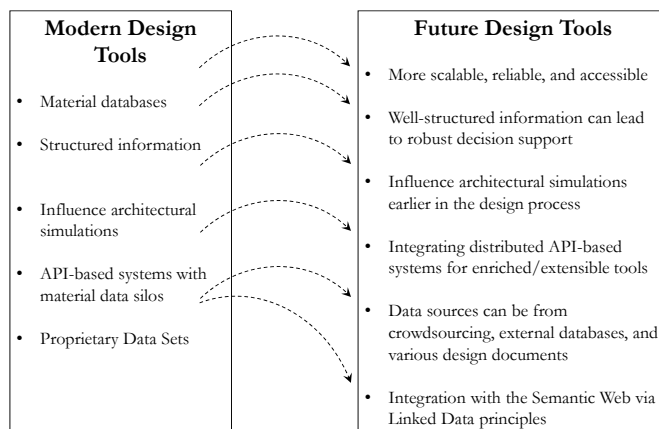 Modern Design
Tools
• Material databases
• Structured information
• Influence architectural
simulations
• API-based systems with
material data silos
• Proprietary Data Sets
Future Design Tools
• More scalable, reliable, and accessible
• Well-structured information can lead
to robust decision support
• Influence architectural simulations
earlier in the design process
• Integrating distributed API-based
systems for enriched/extensible tools
• Data sources can be from
crowdsourcing, external databases, and
various design documents
• Integration with the Semantic Web via
Linked Data principles